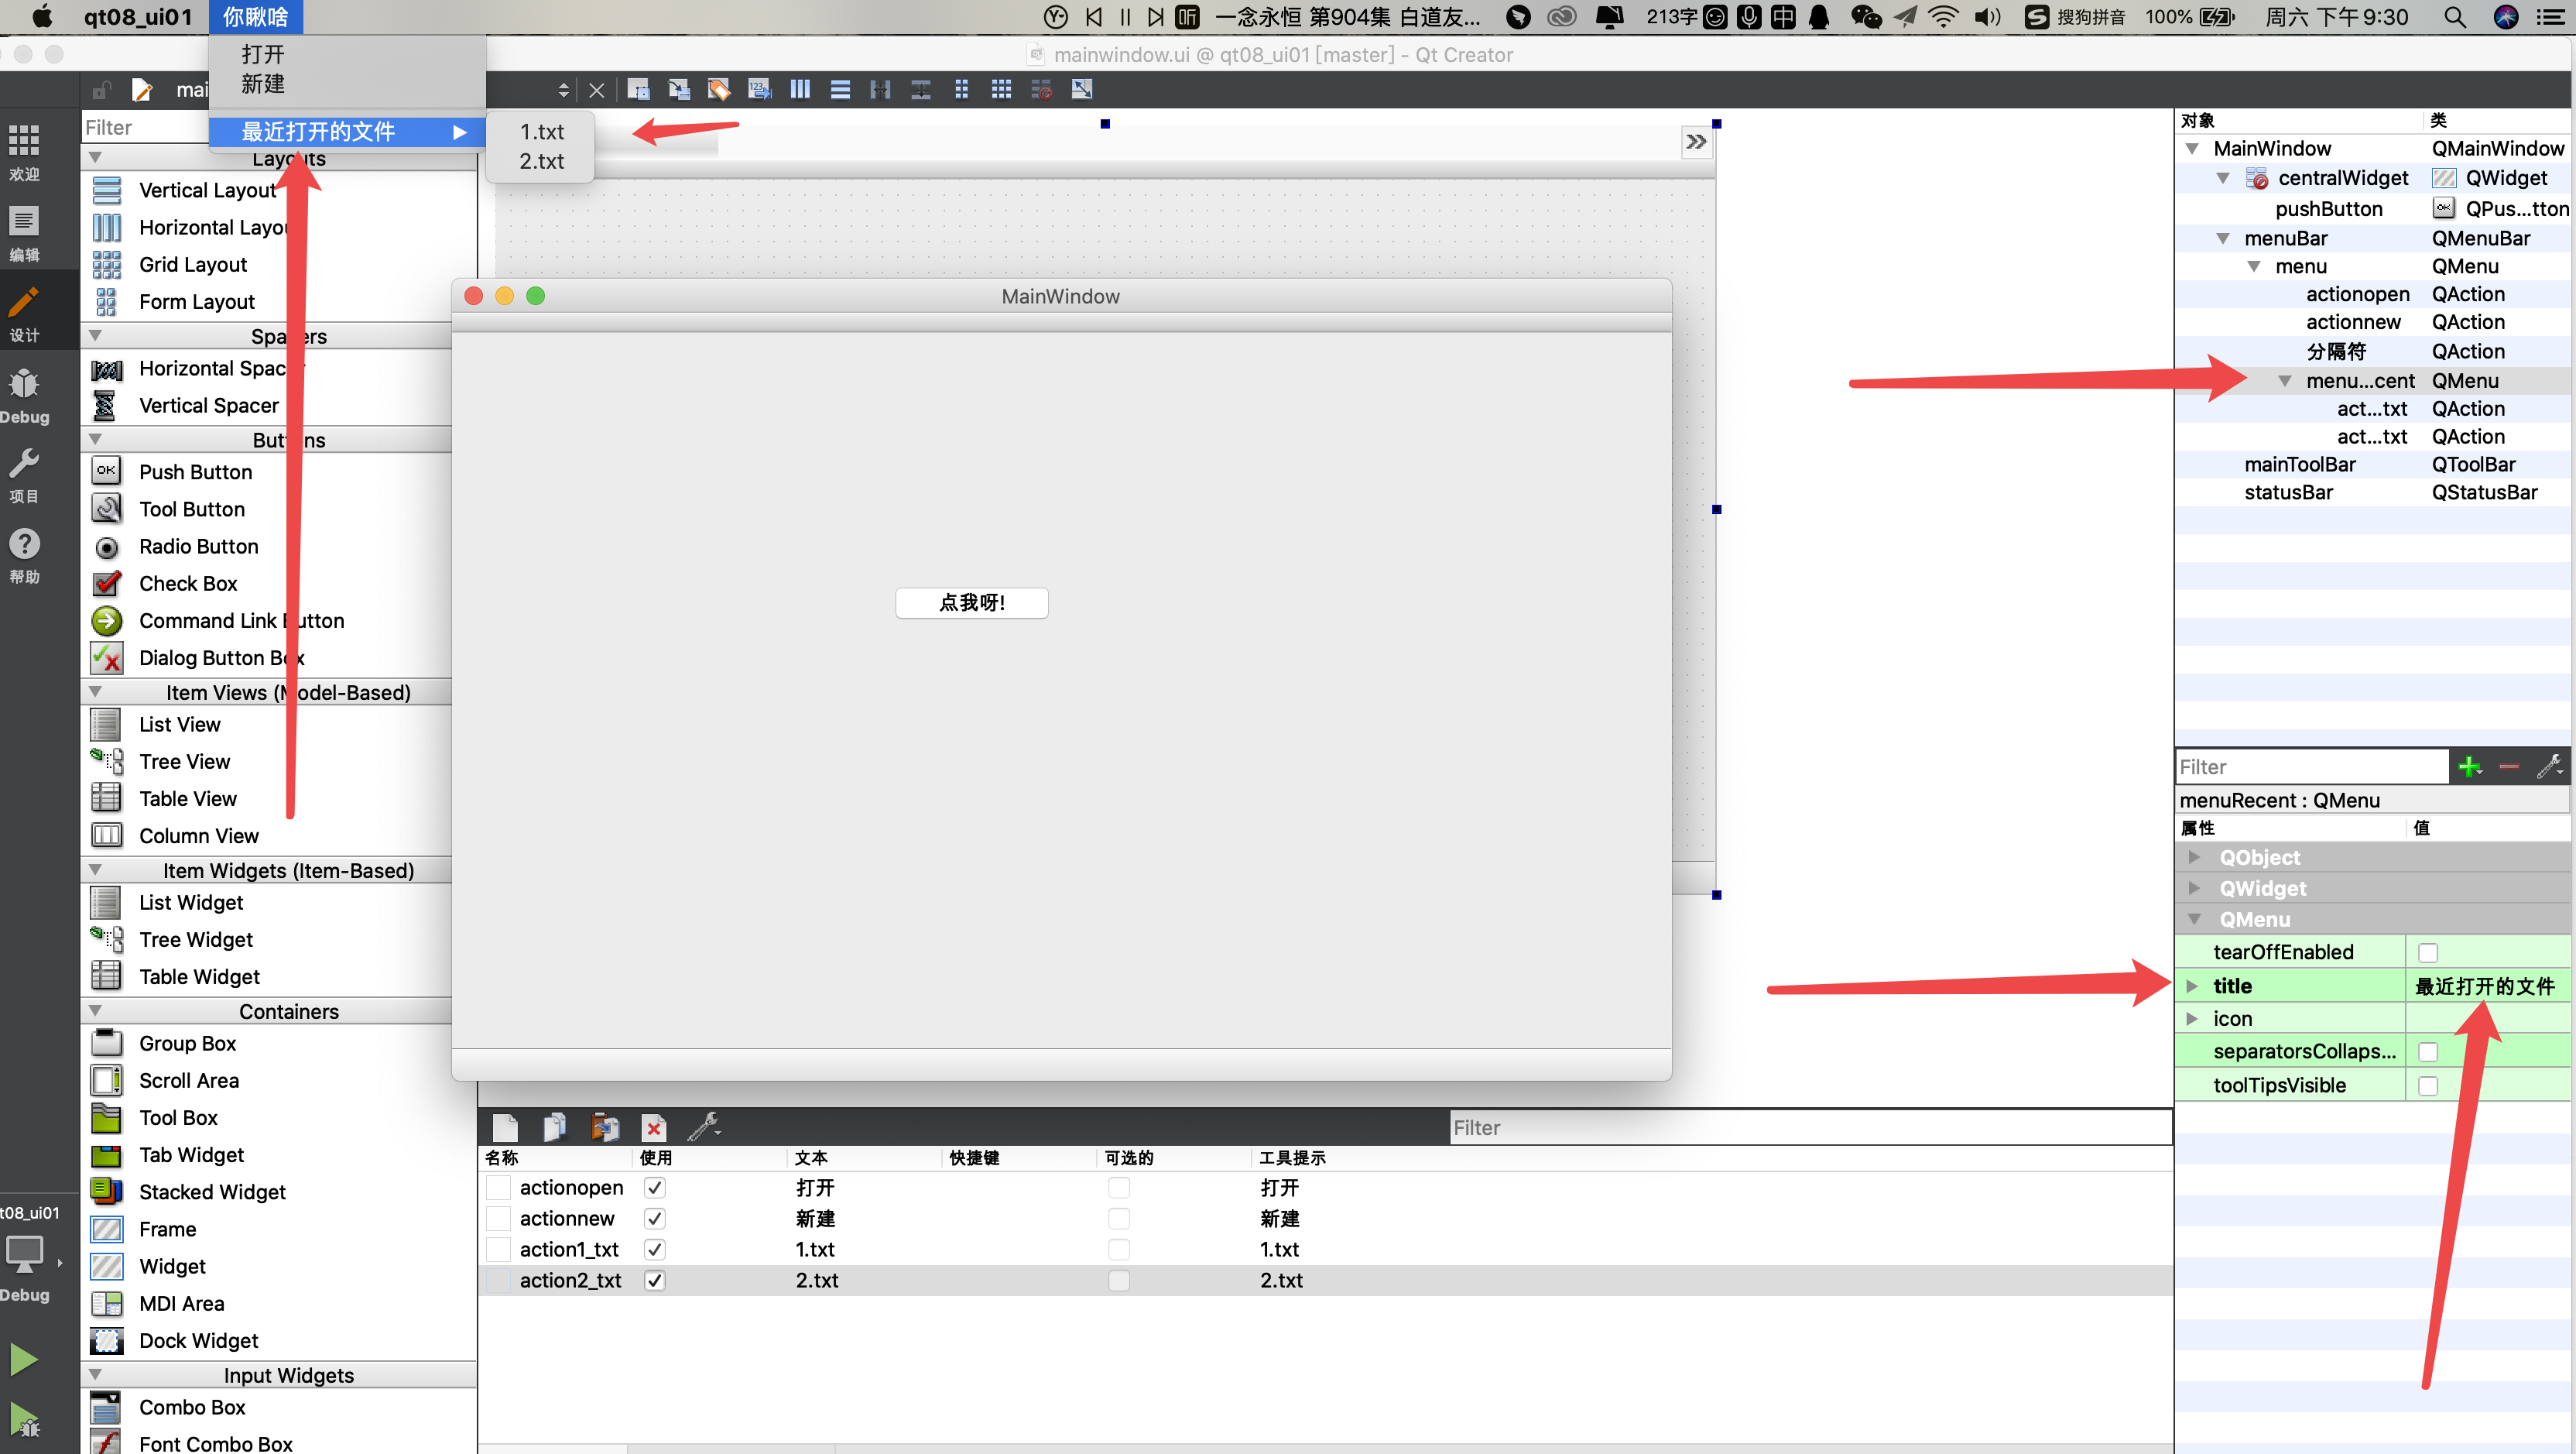 qt08_ui01 你瞅啥 听 一念永恒 第904集 白道友... 213字 中 S 搜狗拼音 100% 周六 下午9:30
打开
新建
最近打开的文件
1.txt
2.txt
mainwindow.ui @ qt08_ui01 [master] - Qt Creator
mai
Filter
欢迎
编辑
设计
Debug
项目
帮助
t08_ui01
Debug
Layouts
Vertical Layout
Horizontal Layou
Grid Layout
Form Layout
Spacers
Horizontal Spacer
Vertical Spacer
Buttons
Push Button
Tool Button
Radio Button
Check Box
Command Link Button
Dialog Button Box
Item Views (Model-Based)
List View
Tree View
Table View
Column View
Item Widgets (Item-Based)
List Widget
Tree Widget
Table Widget
Containers
Group Box
Scroll Area
Tool Box
Tab Widget
Stacked Widget
Frame
Widget
MDI Area
Dock Widget
Input Widgets
Combo Box
Font Combo Box
MainWindow
点我呀!
Filter
名称 使用 文本 快捷键 可选的 工具提示
actionopen 打开 打开
actionnew 新建 新建
action1_txt 1.txt 1.txt
action2_txt 2.txt 2.txt
对象 类
MainWindow QMainWindow
centralWidget QWidget
pushButton QPus...tton
menuBar QMenuBar
menu QMenu
actionopen QAction
actionnew QAction
分隔符 QAction
menu...cent QMenu
act...txt QAction
act...txt QAction
mainToolBar QToolBar
statusBar QStatusBar
Filter
menuRecent : QMenu
属性 值
QObject
QWidget
QMenu
tearOffEnabled
title 最近打开的文件
icon
separatorsCollaps...
toolTipsVisible